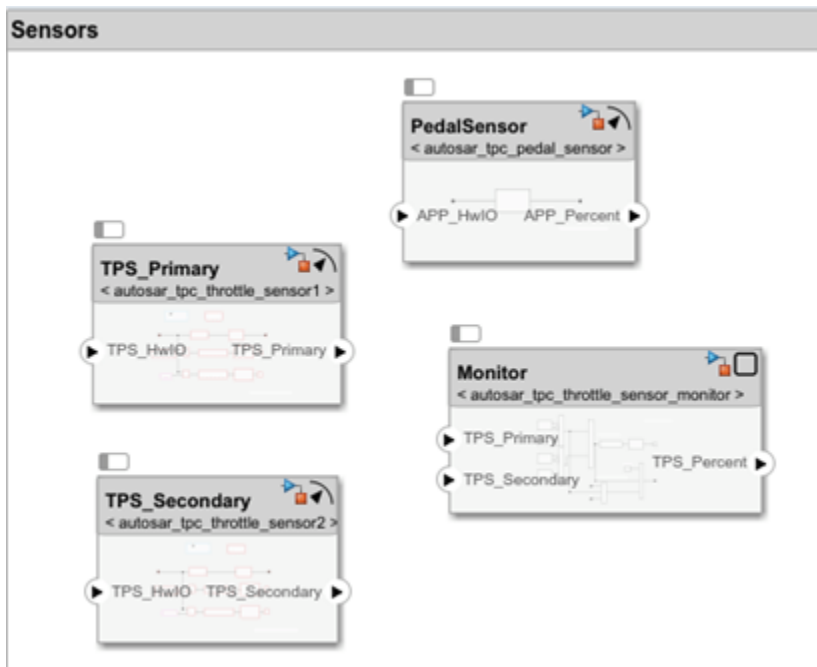 Sensors
PedalSensor
< autosar_tpc_pedal_sensor >
APP_HwIO APP_Percent
TPS_Primary
< autosar_tpc_throttle_sensor1 >
TPS_HwIO TPS_Primary
Monitor
< autosar_tpc_throttle_sensor_monitor >
TPS_Primary
TPS_Secondary
TPS_Percent
TPS_Secondary
< autosar_tpc_throttle_sensor2 >
TPS_HwIO TPS_Secondary